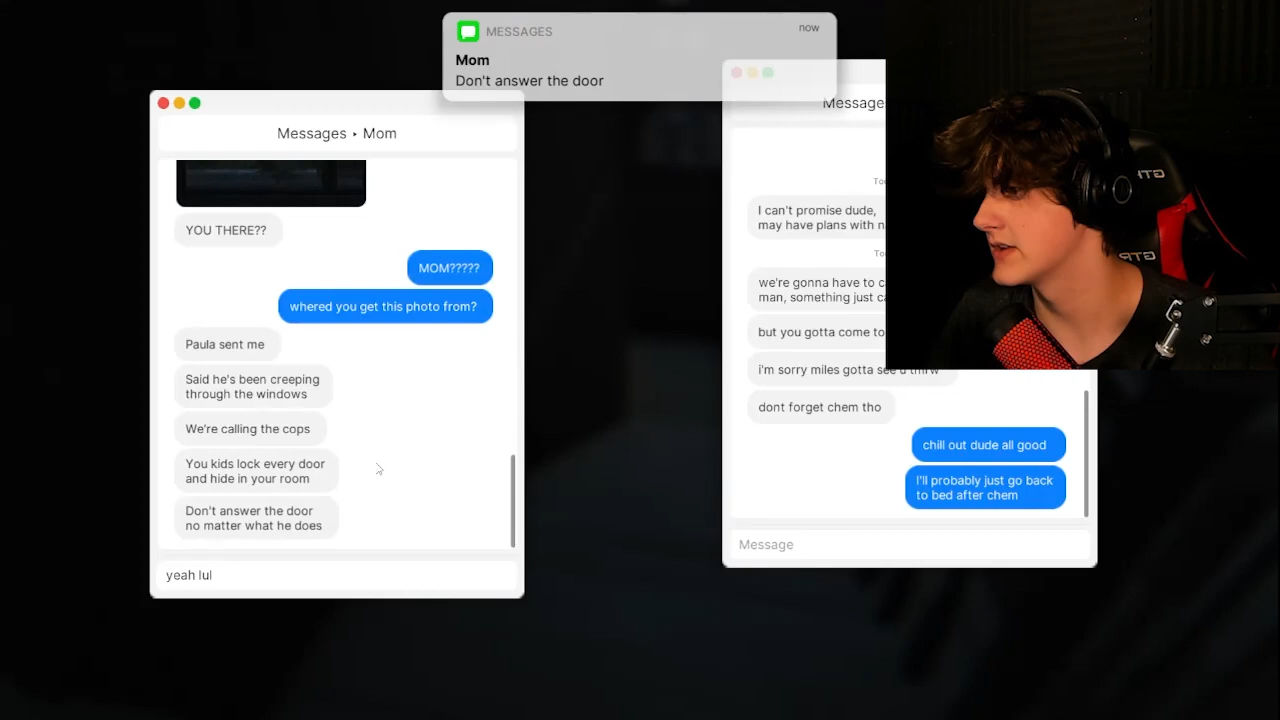 MESSAGES
now
Mom
Don't answer the door
Messages ‣ Mom
YOU THERE??
MOM?????
whered you get this photo from?
Paula sent me
Said he's been creeping
through the windows
We're calling the cops
You kids lock every door
and hide in your room
Don't answer the door
no matter what he does
yeah lul
I can't promise dude,
may have plans with
we're gonna have to
man, something just
but you gotta come
i'm sorry miles gotta see u tmrw
dont forget chem tho
chill out dude all good
I'll probably just go back
to bed after chem
Message
GTR
GTR